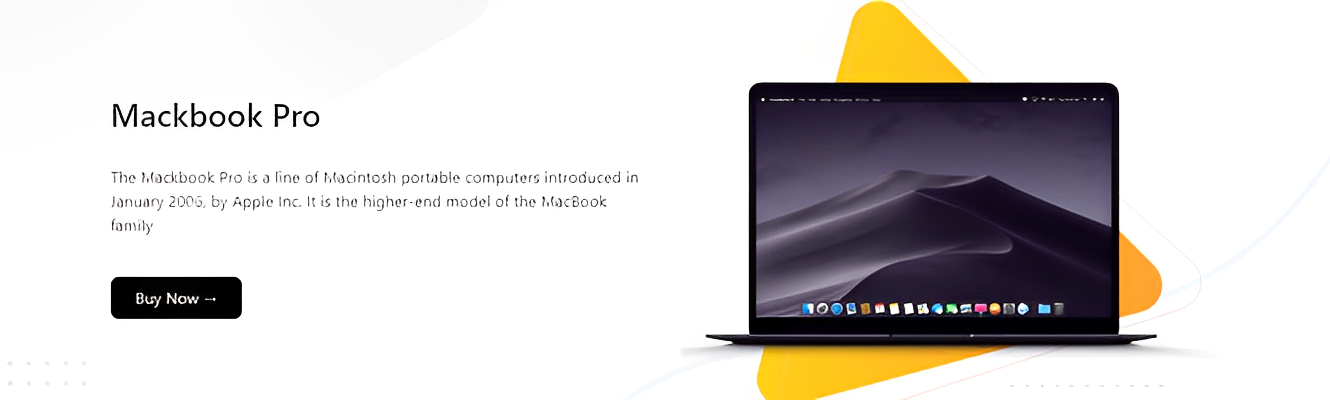 Mackbook Pro
The Mackbook Pro is a line of Macintosh portable computers introduced in
January 2006, by Apple Inc. It is the higher-end model of the MacBook
family
Buy Now →